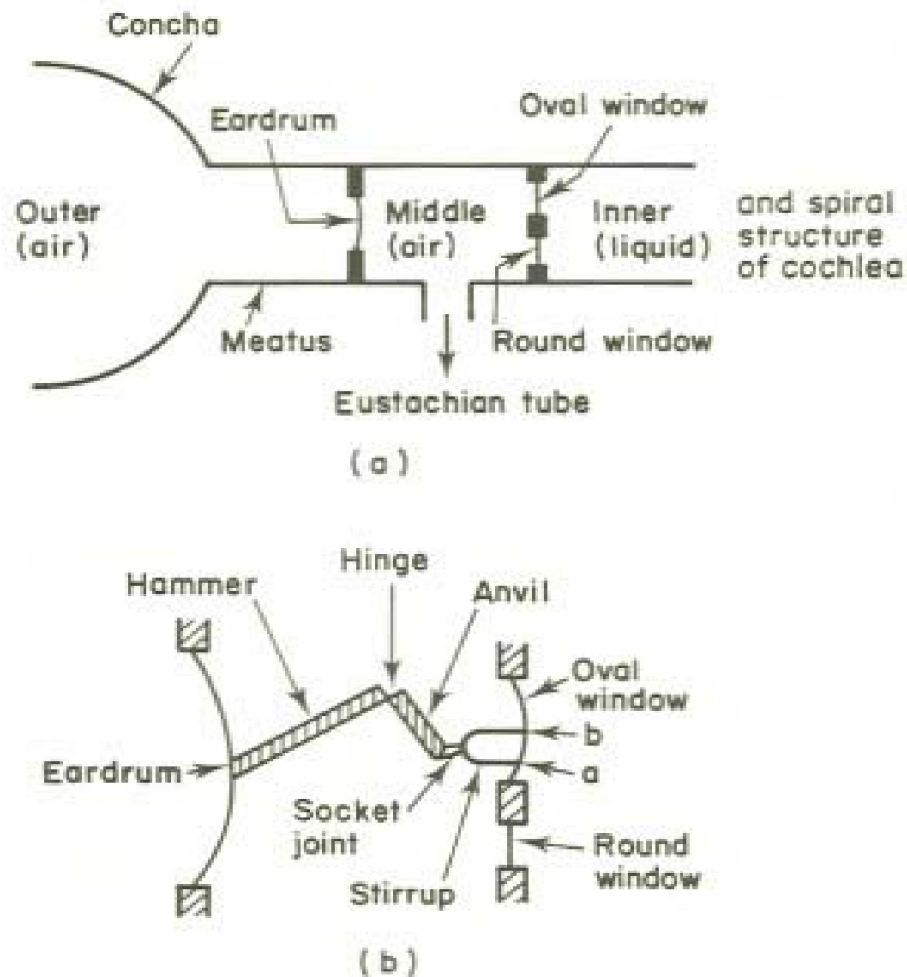 Concha
Eardrum
Oval window
Outer
(air)
Middle
(air)
Inner
(liquid)
and spiral
structure
of cochlea
Meatus
Round window
Eustachian tube
(a)
Hinge
Hammer
Anvil
Oval
window
b
Eardrum
a
Socket
joint
Stirrup
Round
window
(b)